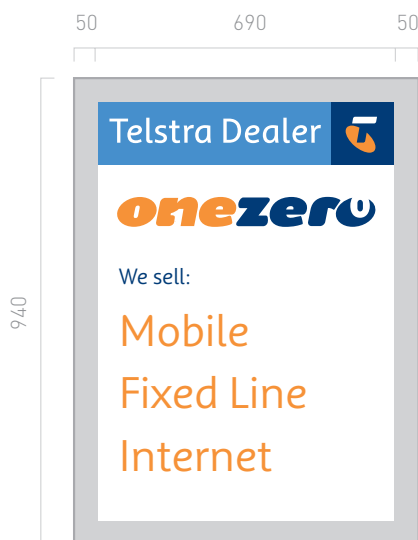 50 690 50
Telstra Dealer
onezero
We sell:
Mobile
940
Fixed Line
Internet